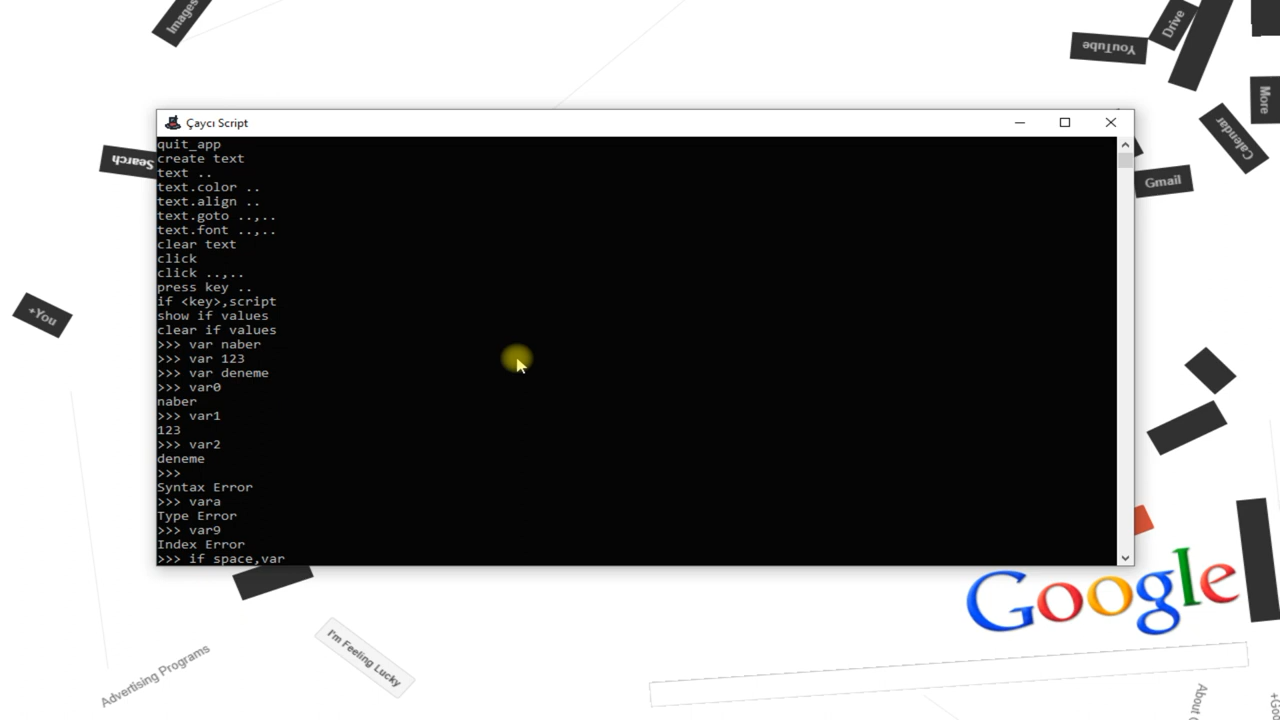 Images
YouTube
Drive
More
Calendar
Search
Gmail
+You
Çaycı Script
quit_app
create text
text ..
text.color ..
text.align ..
text.goto ..,..
text.font ..,..
clear text
click
click ..,..
press key ..
if <key>,script
show if values
clear if values
>>> var naber
>>> var 123
>>> var deneme
>>> var0
naber
>>> var1
123
>>> var2
deneme
>>>
Syntax Error
>>> vara
Type Error
>>> var9
Index Error
>>> if space,var
Google
I'm Feeling Lucky
Advertising Programs
About